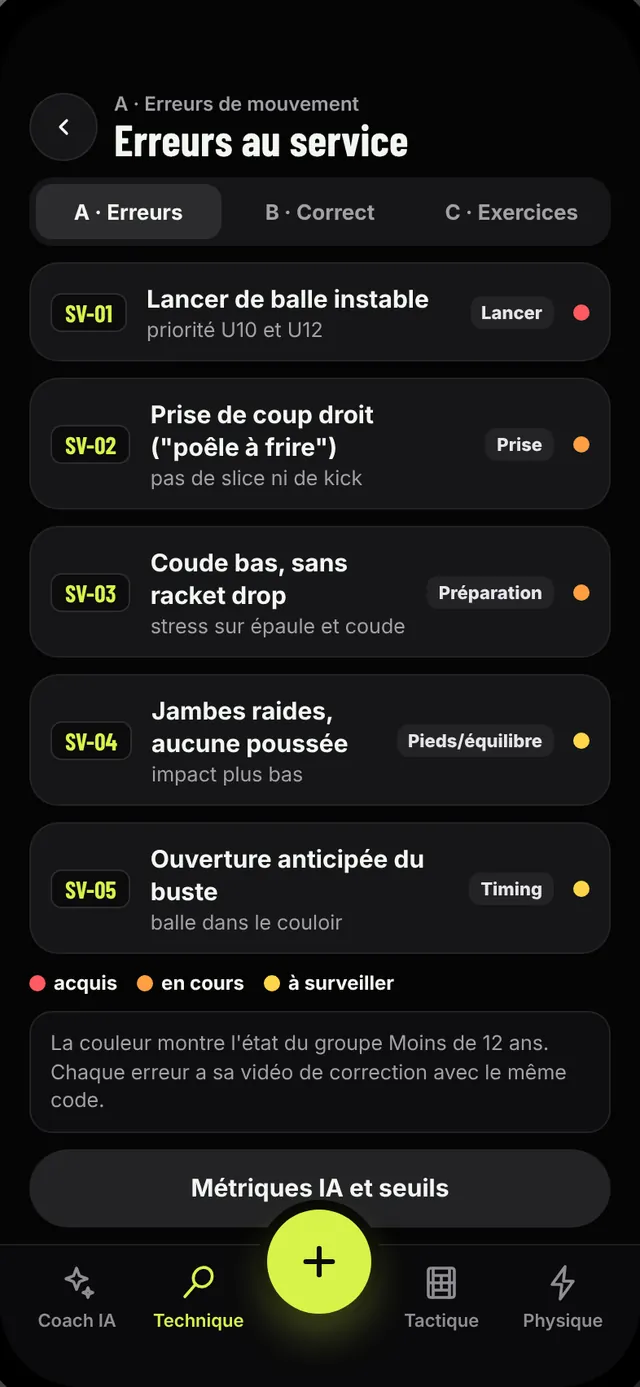 A · Erreurs de mouvement
Erreurs au service
A · Erreurs
B · Correct
C · Exercices
SV-01
Lancer de balle instable
priorité U10 et U12
Lancer
SV-02
Prise de coup droit
("poêle à frire")
pas de slice ni de kick
Prise
SV-03
Coude bas, sans
racket drop
stress sur épaule et coude
Préparation
SV-04
Jambes raides,
aucune poussée
impact plus bas
Pieds/équilibre
SV-05
Ouverture anticipée du
buste
balle dans le couloir
Timing
acquis
en cours
à surveiller
La couleur montre l'état du groupe Moins de 12 ans.
Chaque erreur a sa vidéo de correction avec le même
code.
Métriques IA et seuils
Coach IA
Technique
Tactique
Physique